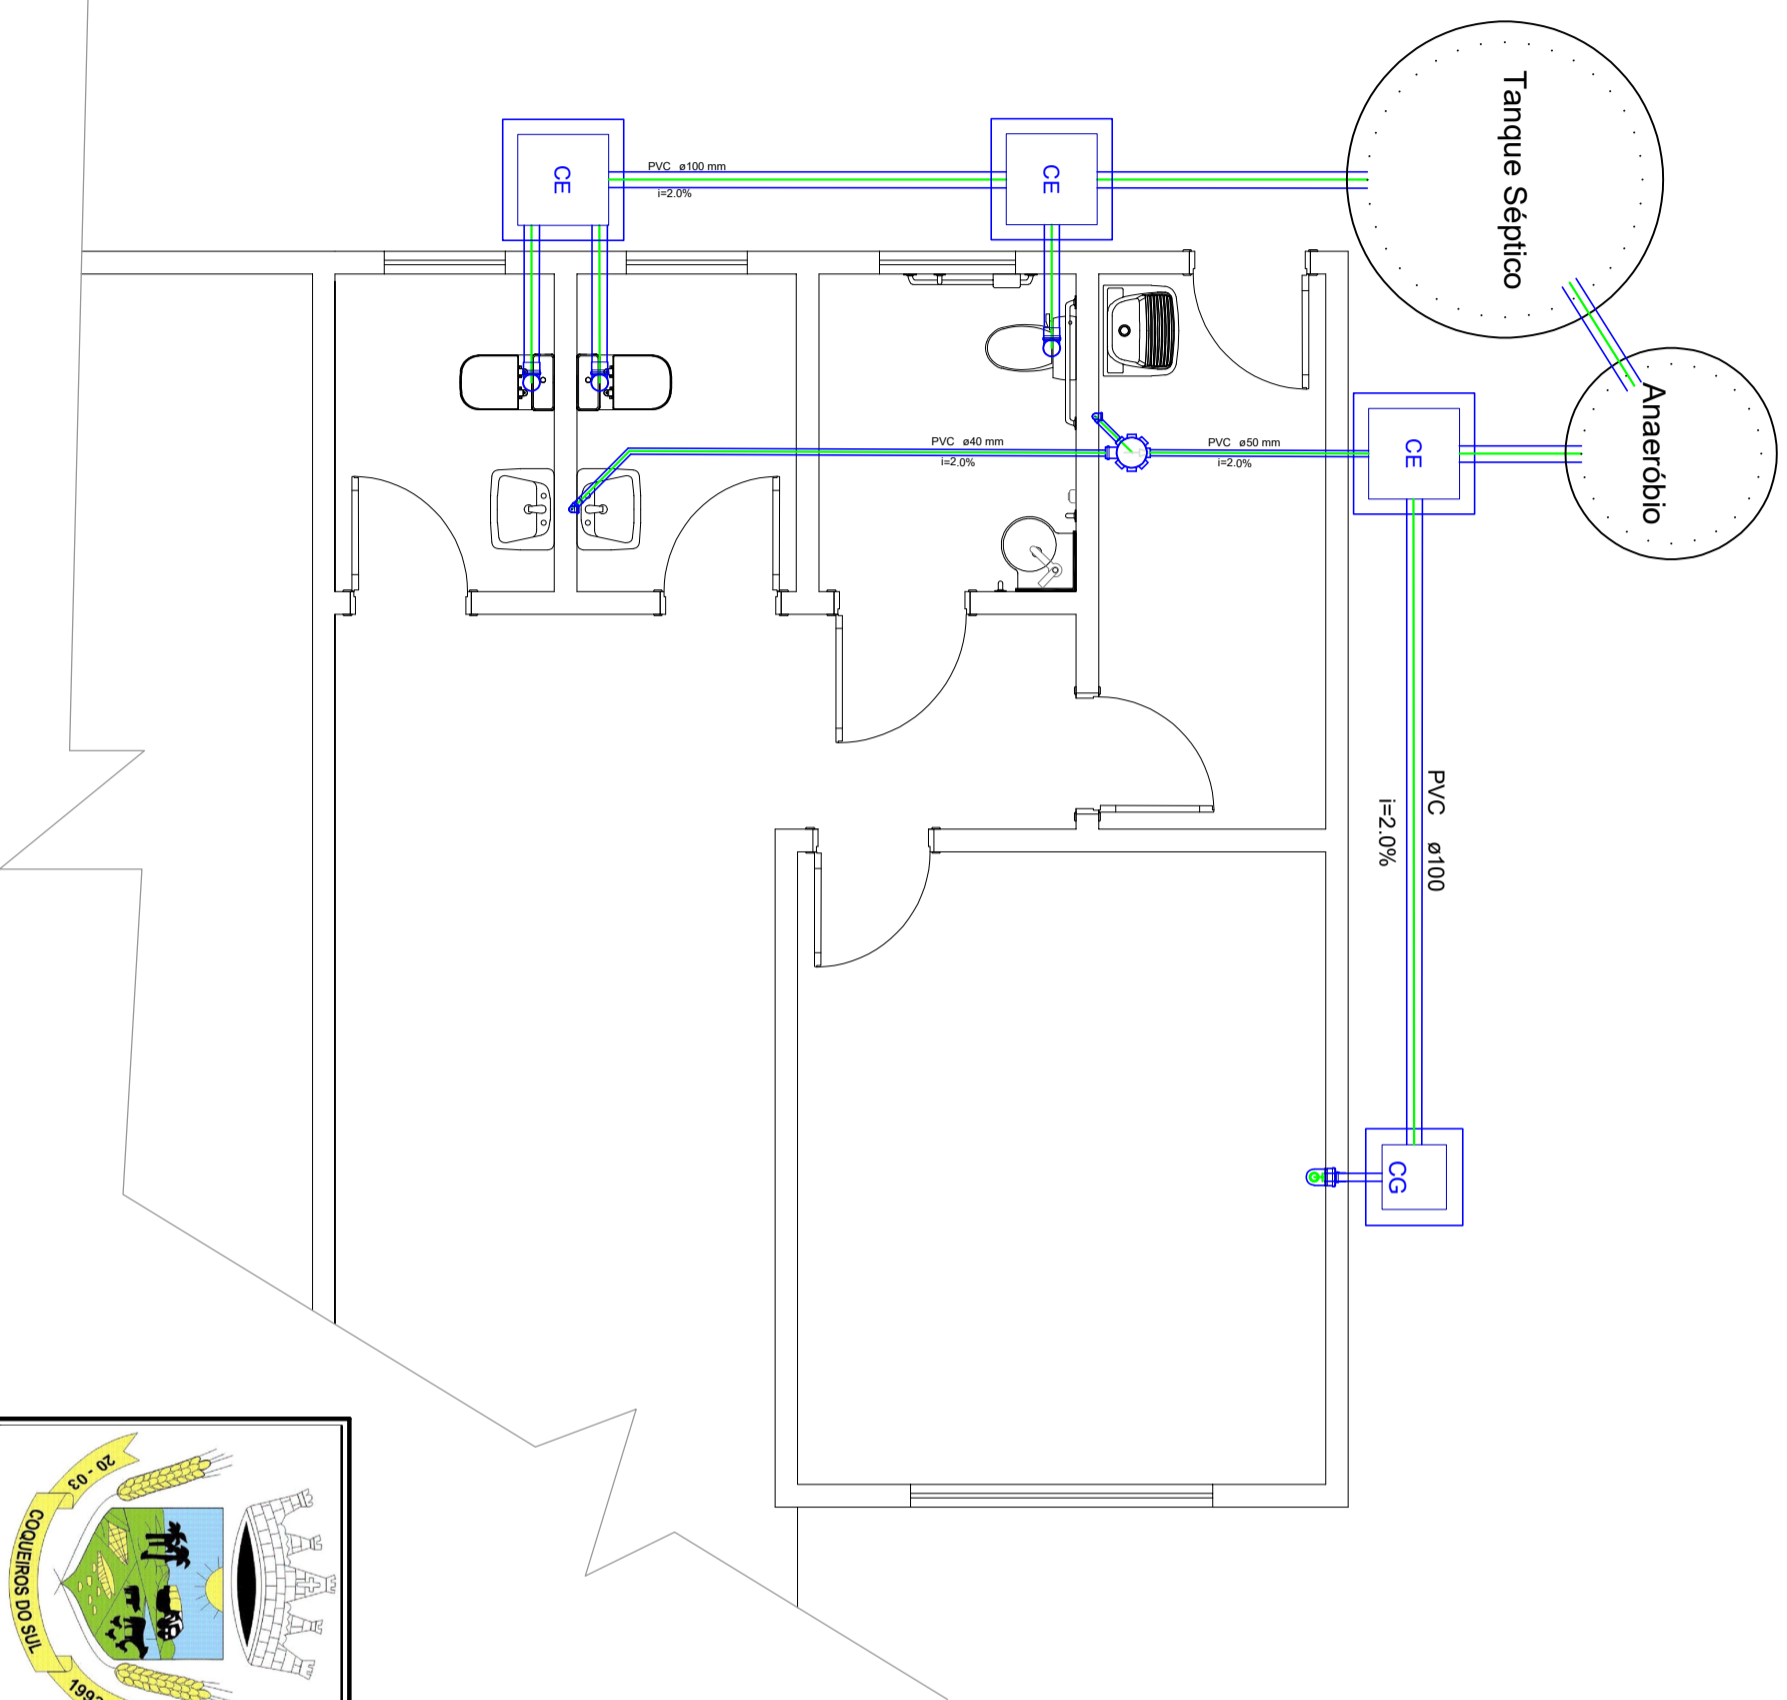 Tanque Séptico
Anaeróbio
CE
PVC ø100 mm
i=2.0%
CE
PVC ø40 mm
i=2.0%
PVC ø50 mm
i=2.0%
CE
PVC ø100
i=2.0%
CG
20 - 03
COQUEIROS DO SUL